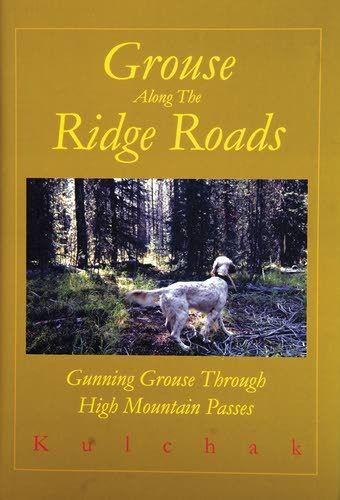 Grouse
Along The
Ridge Roads
Gunning Grouse Through
High Mountain Passes
Kulchak